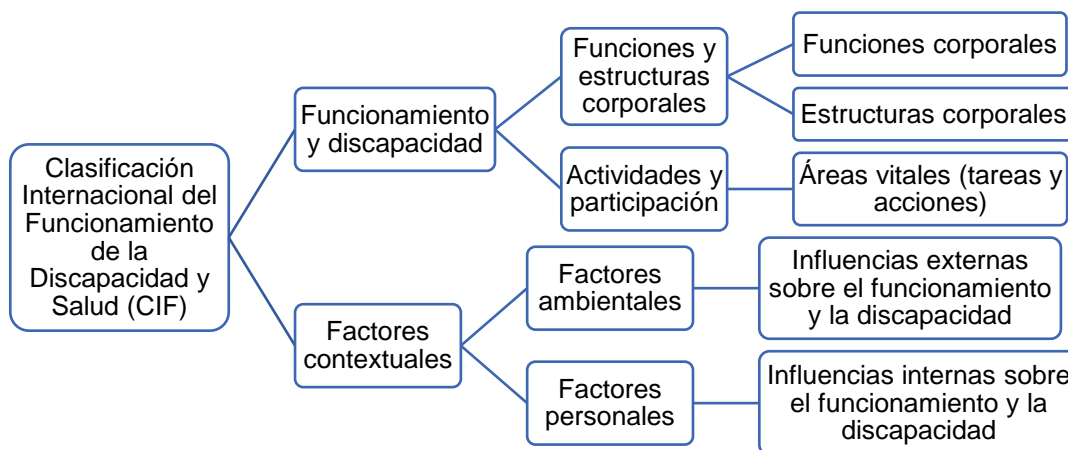 Clasificación
Internacional del
Funcionamiento
de la
Discapacidad y
Salud (CIF)
Funcionamiento
y discapacidad
Funciones y
estructuras
corporales
Funciones corporales
Estructuras corporales
Actividades y
participación
Áreas vitales (tareas y
acciones)
Factores
contextuales
Factores
ambientales
Influencias externas
sobre el funcionamiento
y la discapacidad
Factores
personales
Influencias internas sobre
el funcionamiento y la
discapacidad